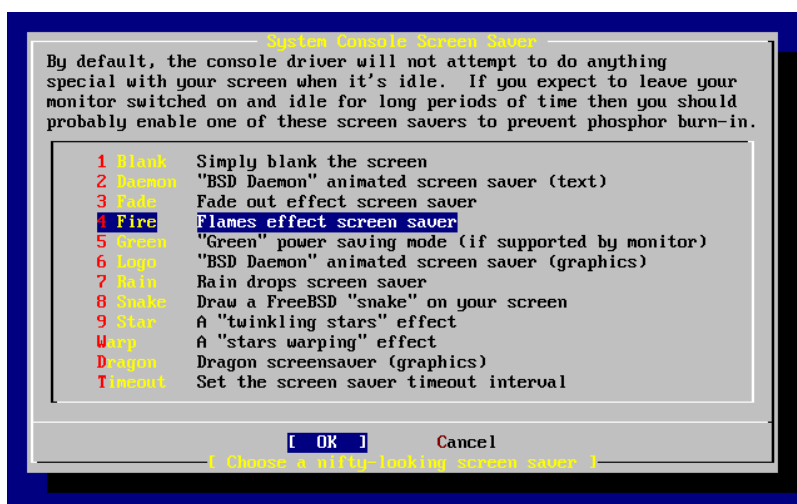 System Console Screen Saver
By default, the console driver will not attempt to do anything
special with your screen when it's idle.  If you expect to leave your
monitor switched on and idle for long periods of time then you should
probably enable one of these screen savers to prevent phosphor burn-in.
1 Blank   Simply blank the screen
2 Daemon  "BSD Daemon" animated screen saver (text)
3 Fade    Fade out effect screen saver
4 Fire    Flames effect screen saver
5 Green   "Green" power saving mode (if supported by monitor)
6 Logo    "BSD Daemon" animated screen saver (graphics)
7 Rain    Rain drops screen saver
8 Snake   Draw a FreeBSD "snake" on your screen
9 Star    A "twinkling stars" effect
Warp      A "stars warping" effect
Dragon    Dragon screensaver (graphics)
Timeout   Set the screen saver timeout interval
[  OK  ]       Cancel
[ Choose a nifty-looking screen saver ]